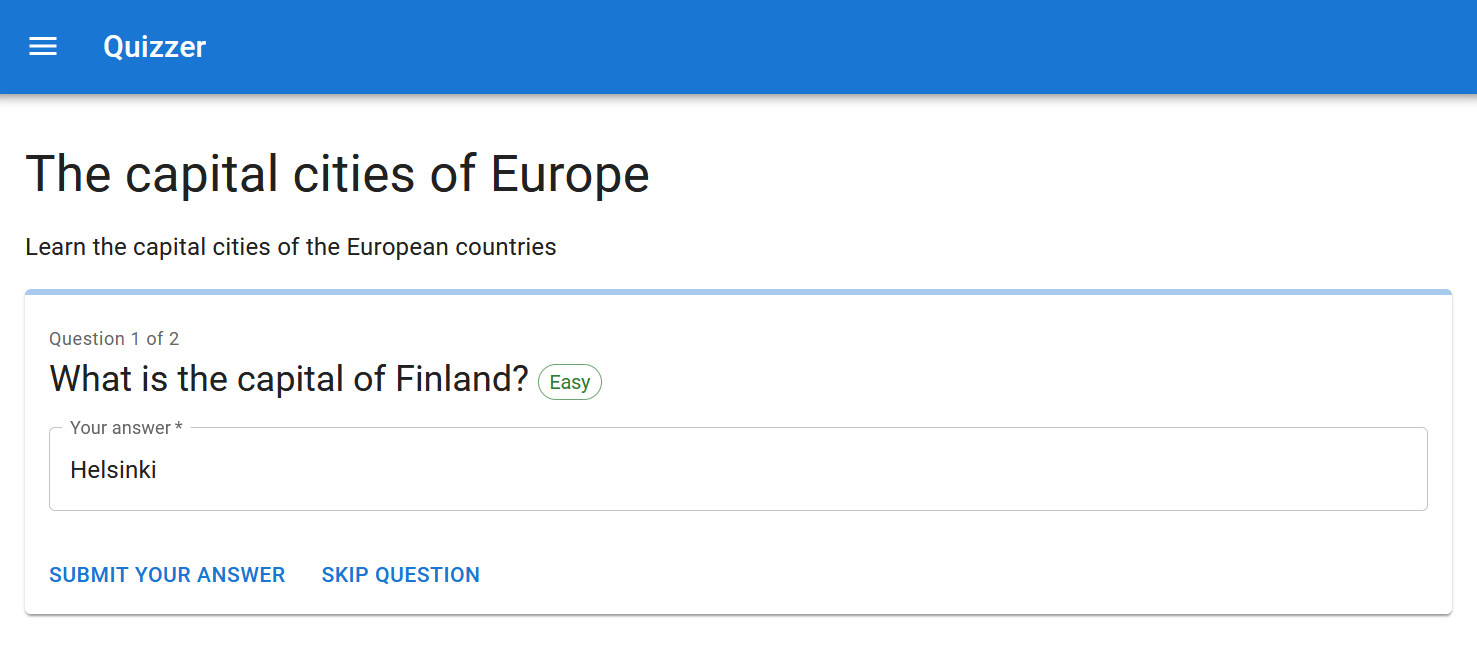 Quizzer
The capital cities of Europe
Learn the capital cities of the European countries
Question 1 of 2
What is the capital of Finland? Easy
Your answer *
Helsinki
SUBMIT YOUR ANSWER SKIP QUESTION